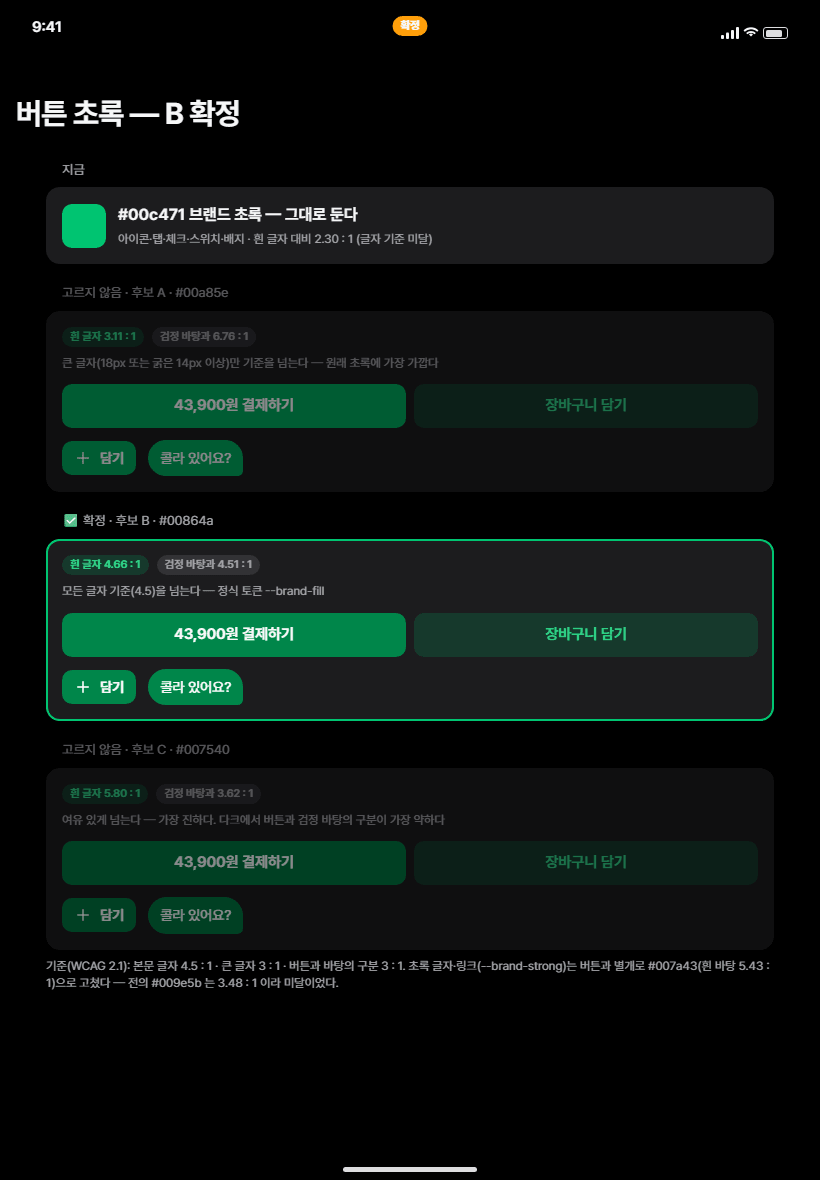 9:41
확정
버튼 초록 — B 확정
지금
#00c471 브랜드 초록 — 그대로 둔다
아이콘·탭·체크·스위치·배지 · 흰 글자 대비 2.30 : 1 (글자 기준 미달)
고르지 않음 · 후보 A · #00a85e
흰 글자 3.11 : 1 검정 바탕과 6.76 : 1
큰 글자(18px 또는 굵은 14px 이상)만 기준을 넘는다 — 원래 초록에 가장 가깝다
43,900원 결제하기 장바구니 담기
+ 담기 콜라 있어요?
✅ 확정 · 후보 B · #00864a
흰 글자 4.66 : 1 검정 바탕과 4.51 : 1
모든 글자 기준(4.5)을 넘는다 — 정식 토큰 --brand-fill
43,900원 결제하기 장바구니 담기
+ 담기 콜라 있어요?
고르지 않음 · 후보 C · #007540
흰 글자 5.80 : 1 검정 바탕과 3.62 : 1
여유 있게 넘는다 — 가장 진하다. 다크에서 버튼과 검정 바탕의 구분이 가장 약하다
43,900원 결제하기 장바구니 담기
+ 담기 콜라 있어요?
기준(WCAG 2.1): 본문 글자 4.5 : 1 · 큰 글자 3 : 1 · 버튼과 바탕의 구분 3 : 1. 초록 글자·링크(--brand-strong)는 버튼과 별개로 #007a43(흰 바탕 5.43 :
1)으로 고쳤다 — 전의 #009e5b 는 3.48 : 1 이라 미달이었다.